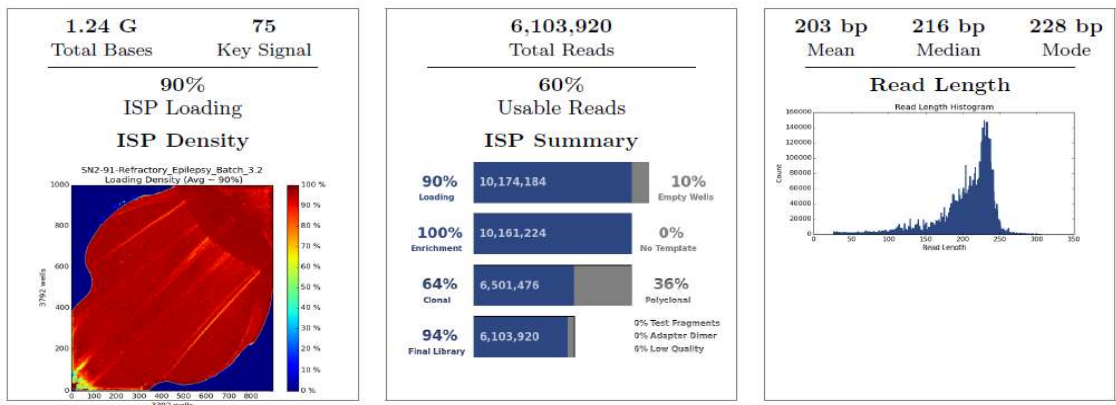 1.24 G 75
Total Bases Key Signal
90%
ISP Loading
ISP Density
SN2-91-Refractory_Epilepsy_Batch_3.2
Loading Density (Avg ~ 90%)
1000
800
600
400
200
0
3792 wells
0 100 200 300 400 500 600 700 800
3392 wells
100 %
90 %
80 %
70 %
60 %
50 %
40 %
30 %
20 %
10 %
0 %
6,103,920
Total Reads
60%
Usable Reads
ISP Summary
90% 10,174,184 10%
Loading Empty Wells
100% 10,161,224 0%
Enrichment No Template
64% 6,501,476 36%
Clonal Polyclonal
94% 6,103,920
Final Library
0% Test Fragments
0% Adapter Dimer
6% Low Quality
203 bp 216 bp 228 bp
Mean Median Mode
Read Length
Read Length Histogram
160000
140000
120000
100000
80000
60000
40000
20000
0
Count
0 50 100 150 200 250 300 350
Read Length